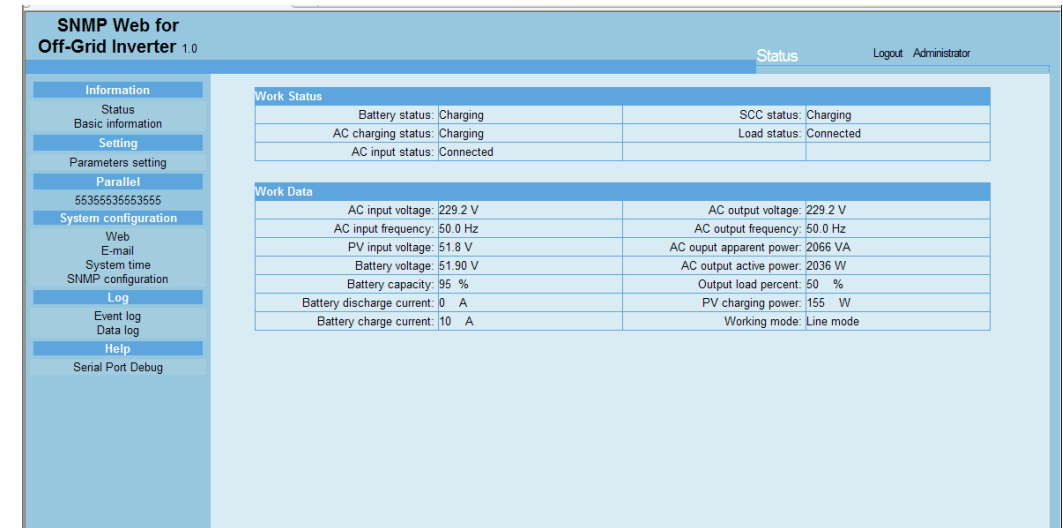 SNMP Web for
Off-Grid Inverter 1.0
Status
Logout Administrator
Information
Status
Basic information
Setting
Parameters setting
Parallel
55355535553555
System configuration
Web
E-mail
System time
SNMP configuration
Log
Event log
Data log
Help
Serial Port Debug
Work Status
Battery status: Charging SCC status: Charging
AC charging status: Charging Load status: Connected
AC input status: Connected
Work Data
AC input voltage: 229.2 V AC output voltage: 229.2 V
AC input frequency: 50.0 Hz AC output frequency: 50.0 Hz
PV input voltage: 51.8 V AC ouput apparent power: 2066 VA
Battery voltage: 51.90 V AC output active power: 2036 W
Battery capacity: 95 % Output load percent: 50 %
Battery discharge current: 0 A PV charging power: 155 W
Battery charge current: 10 A Working mode: Line mode